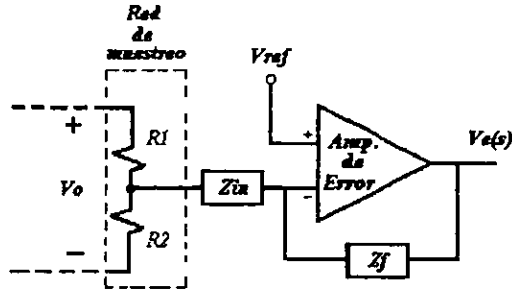 Red
de
muestreo
Vref
+
R1
Vo
R2
−
Zin
+
Amp.
de
Error
−
Ve(s)
Zf